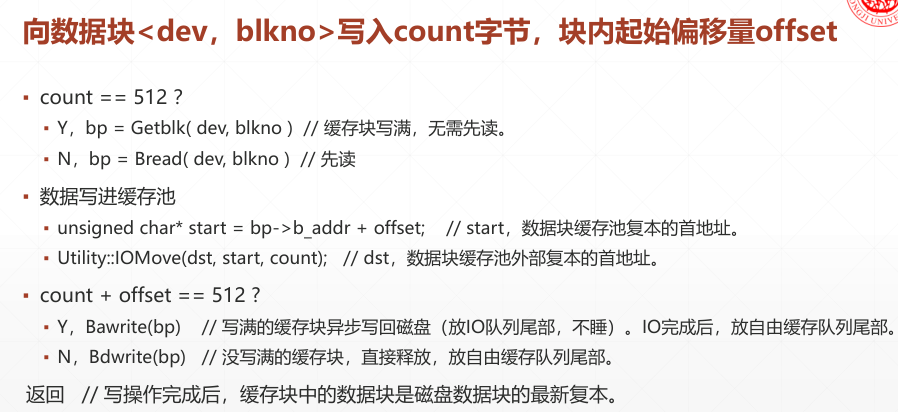 向数据块<dev，blkno>写入count字节，块内起始偏移量offset
▪ count == 512 ?
▪ Y，bp = Getblk( dev, blkno ) // 缓存块写满，无需先读。
▪ N，bp = Bread( dev, blkno ) // 先读
▪ 数据写进缓存池
▪ unsigned char* start = bp->b_addr + offset; // start，数据块缓存池复本的首地址。
▪ Utility::IOMove(dst, start, count); // dst，数据块缓存池外部复本的首地址。
▪ count + offset == 512 ?
▪ Y，Bawrite(bp) // 写满的缓存块异步写回磁盘（放IO队列尾部，不睡）。IO完成后，放自由缓存队列尾部。
▪ N，Bdwrite(bp) // 没写满的缓存块，直接释放，放自由缓存队列尾部。
返回 // 写操作完成后，缓存块中的数据块是磁盘数据块的最新复本。